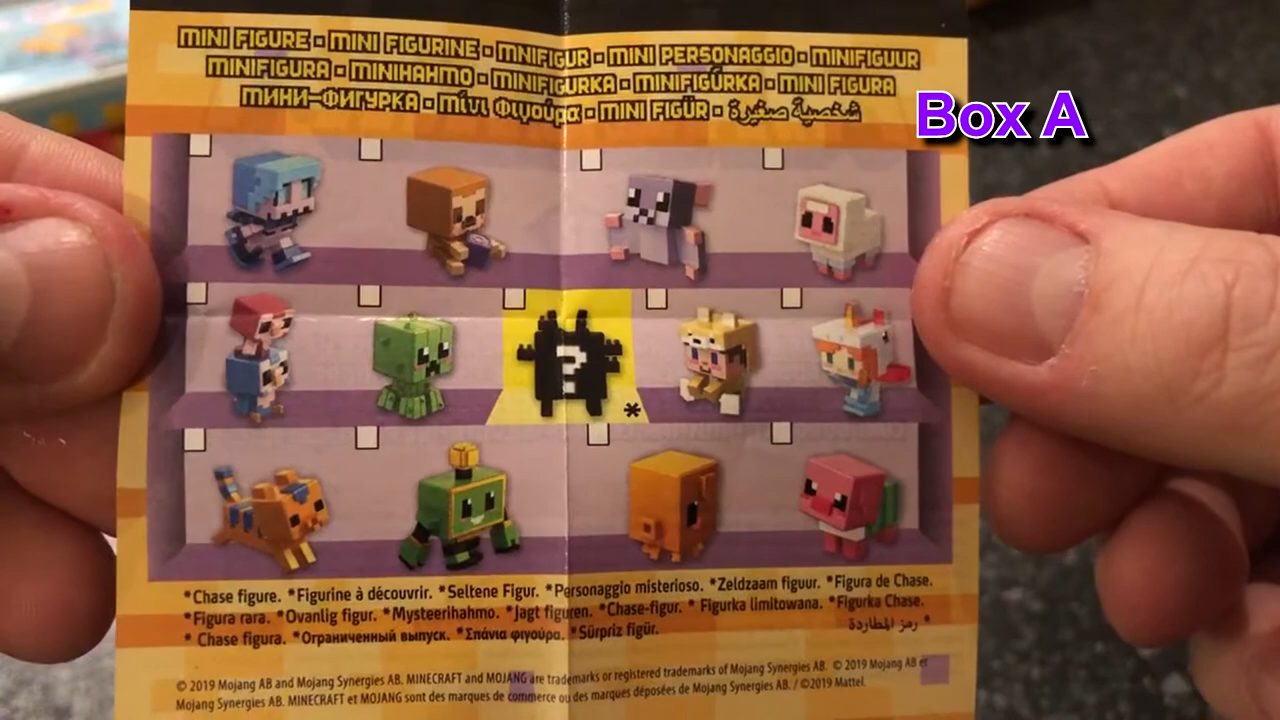 MINI FIGURE • MINI FIGURINE • MNIFIGUR • MINI PERSONAGGIO • MINIFIGUUR
MINIFIGURA • MINIHAHMO • MINIFIGURKA • MINIFIGŪRKA • MINI FIGURA
МИНИ-ФИГУРКА • míνι Φιγούρα • MINI FIGÜR • شخصية صغيرة
Box A
?
*
*Chase figure. *Figurine à découvrir. *Seltene Figur. *Personaggio misterioso. *Zeldzaam figuur. *Figura de Chase.
*Figura rara. *Ovanlig figur. *Mysteerihahmo. *Jagt figuren. *Chase-figur. * Figurka limitowana. *Figurka Chase.
* Chase figura. *Ограниченный выпуск. *Σπάνια φιγούρα. *Sürpriz figür. * رمز المطاردة
© 2019 Mojang AB and Mojang Synergies AB. MINECRAFT and MOJANG are trademarks or registered trademarks of Mojang Synergies AB. © 2019 Mojang AB et
Mojang Synergies AB. MINECRAFT et MOJANG sont des marques de commerce ou des marques déposées de Mojang Synergies AB. / ©2019 Mattel.